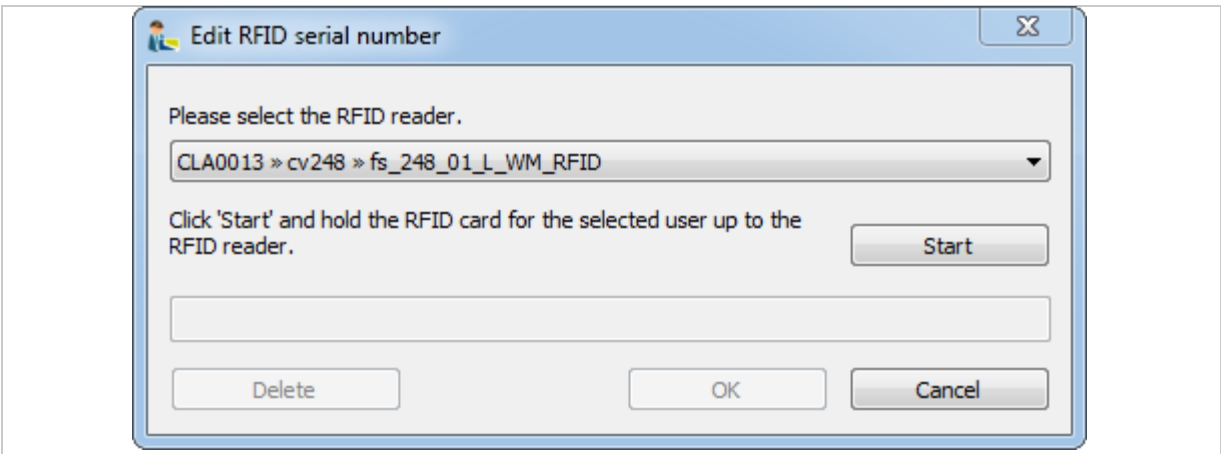 Edit RFID serial number
Please select the RFID reader.
CLA0013 » cv248 » fs_248_01_L_WM_RFID
Click 'Start' and hold the RFID card for the selected user up to the
RFID reader.
Start
Delete
OK
Cancel